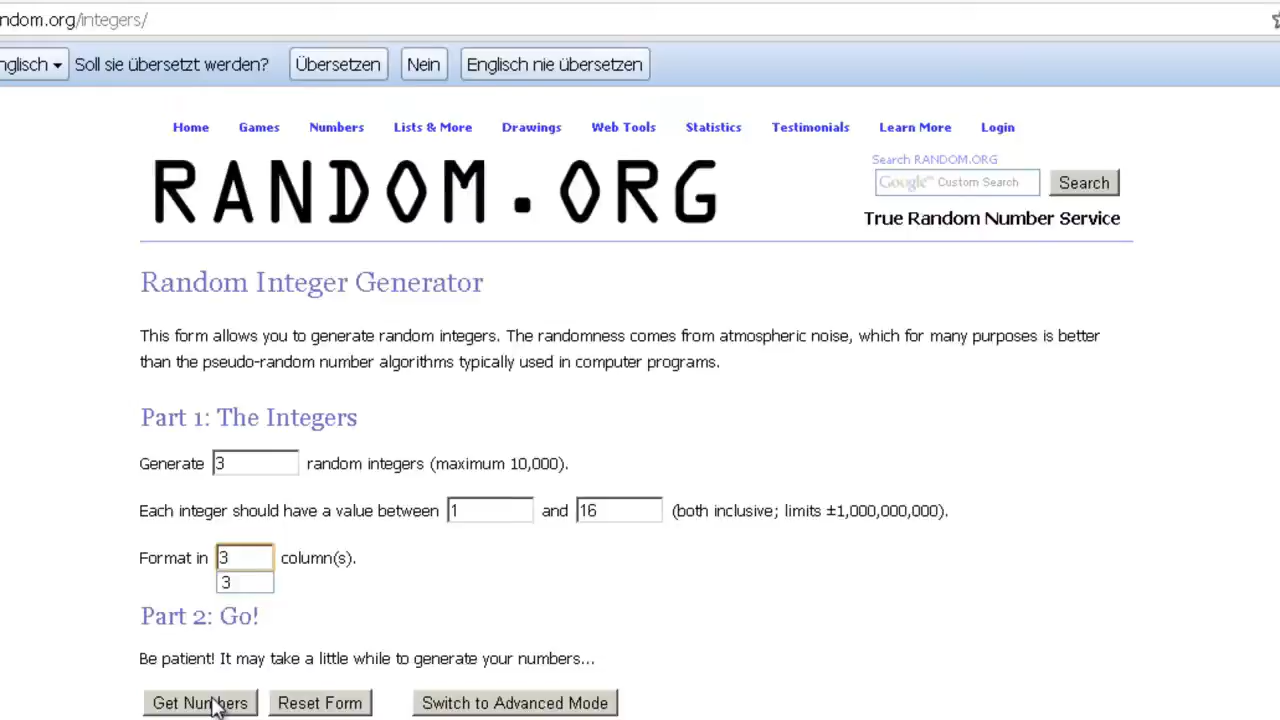 ndom.org/integers/
nglisch Soll sie übersetzt werden? Übersetzen Nein Englisch nie übersetzen
Home Games Numbers Lists & More Drawings Web Tools Statistics Testimonials Learn More Login
RANDOM.ORG
Search RANDOM.ORG
Google™ Custom Search Search
True Random Number Service
Random Integer Generator
This form allows you to generate random integers. The randomness comes from atmospheric noise, which for many purposes is better
than the pseudo-random number algorithms typically used in computer programs.
Part 1: The Integers
Generate 3 random integers (maximum 10,000).
Each integer should have a value between 1 and 16 (both inclusive; limits ±1,000,000,000).
Format in 3 column(s).
3
Part 2: Go!
Be patient! It may take a little while to generate your numbers...
Get Numbers Reset Form Switch to Advanced Mode